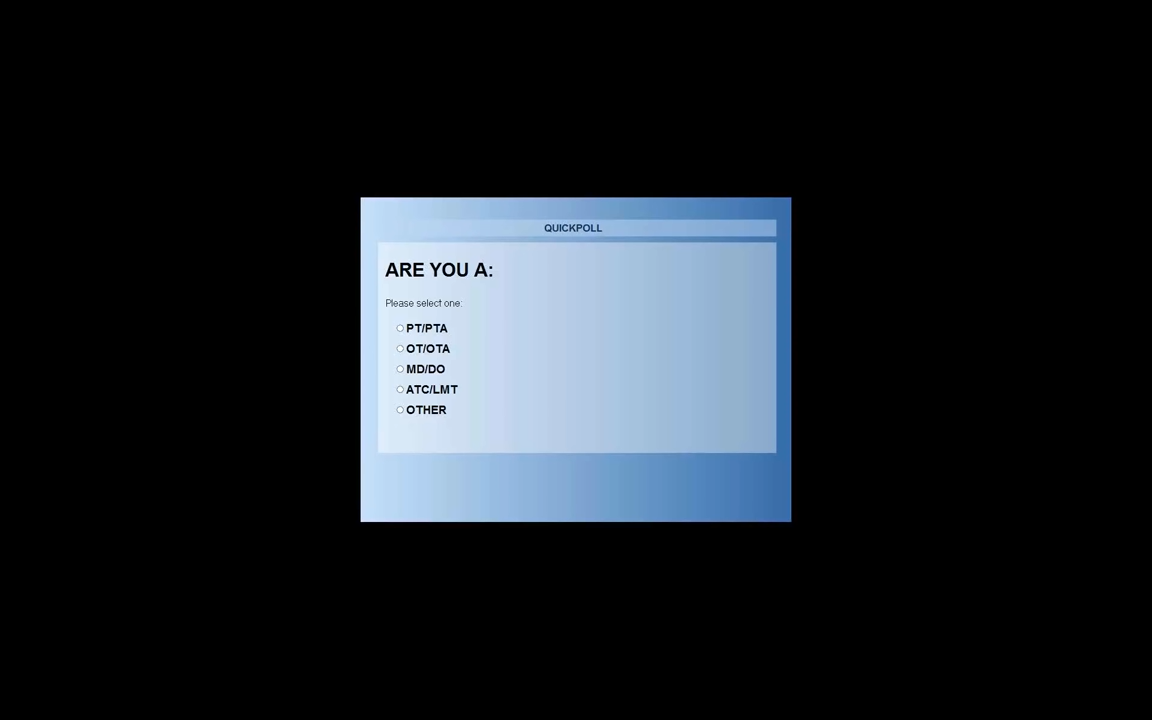 QUICKPOLL
ARE YOU A:
Please select one:
PT/PTA
OT/OTA
MD/DO
ATC/LMT
OTHER